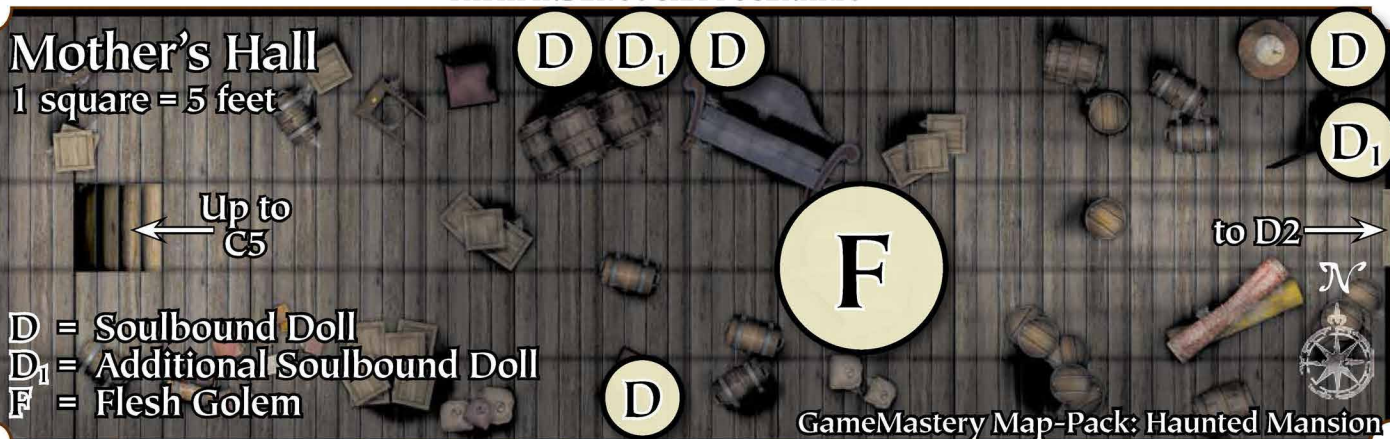 Mother's Hall
1 square = 5 feet
D D1 D D
D1
Up to
C5
F
to D2
N
D = Soulbound Doll
D1 = Additional Soulbound Doll
F = Flesh Golem
D
GameMastery Map-Pack: Haunted Mansion